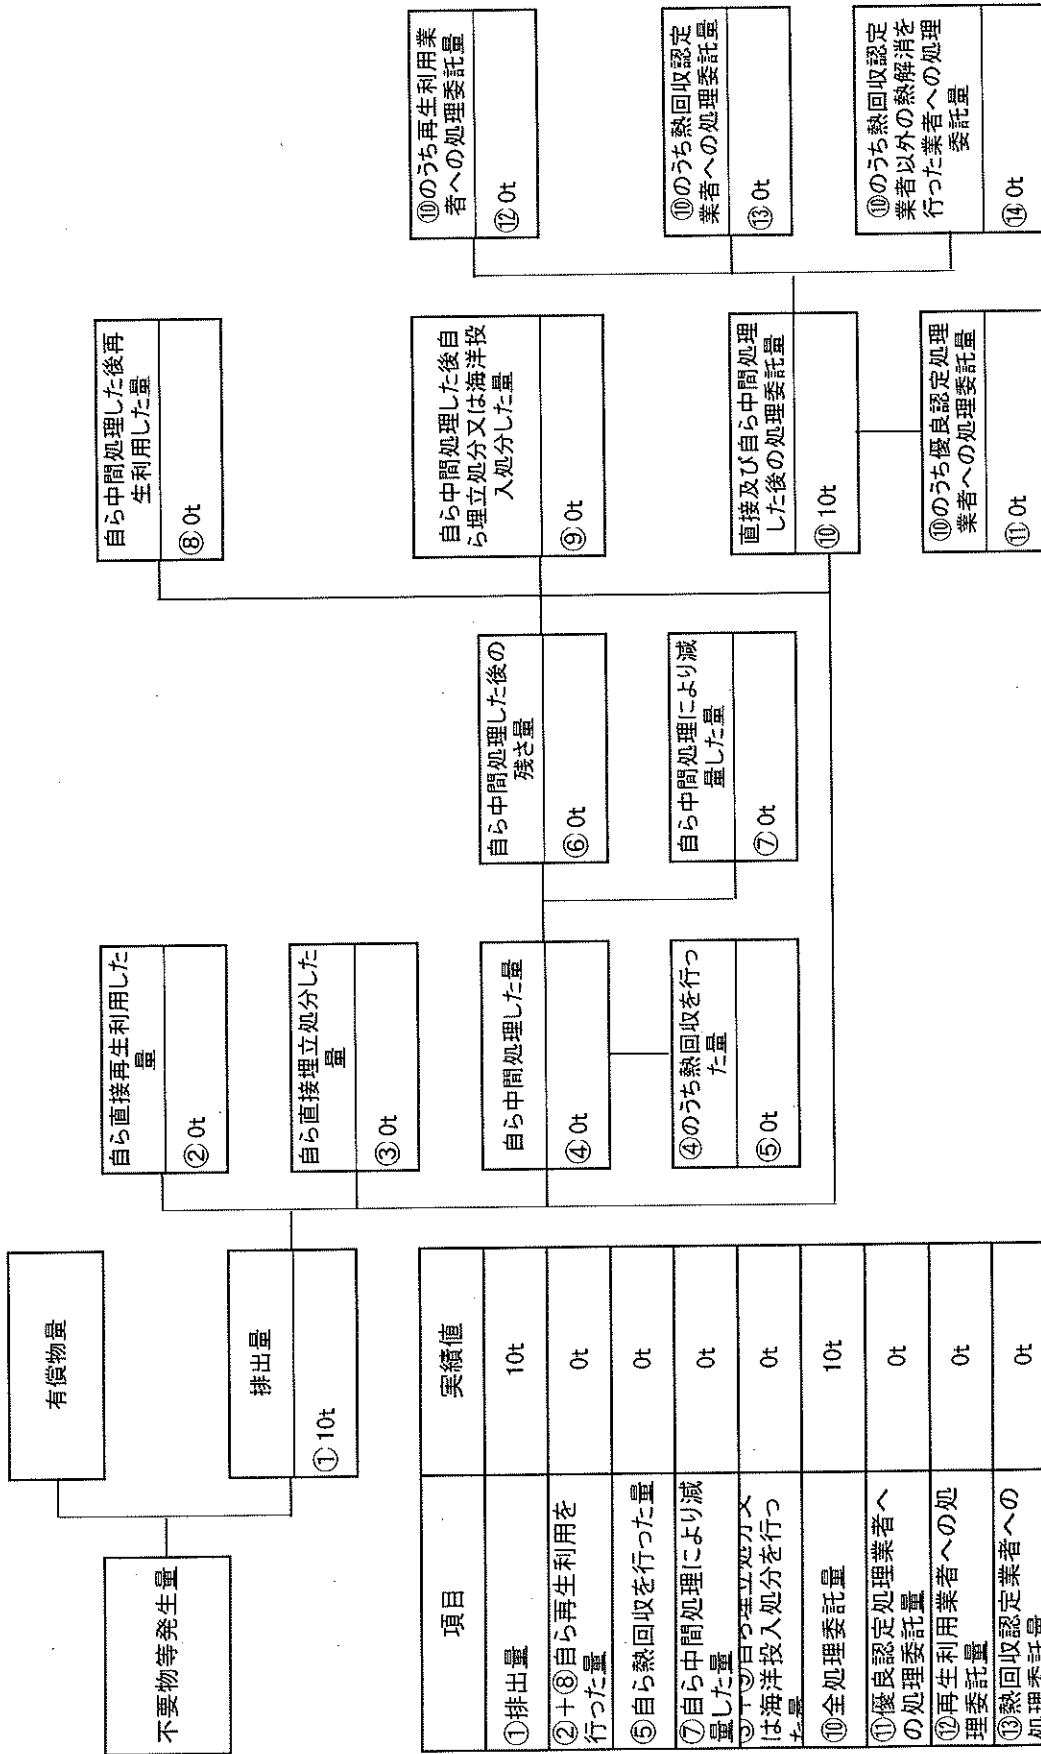 不要物等発生量
有償物量
排出量
① 10t
自ら直接再生利用した
量
② 0t
自ら直接埋立処分した
量
③ 0t
自ら中間処理した量
④ 0t
④のうち熱回収を行っ
た量
⑤ 0t
自ら中間処理した後の
残さ量
⑥ 0t
自ら中間処理により減
量した量
⑦ 0t
自ら中間処理した後再
生利用した量
⑧ 0t
自ら中間処理した後自
ら埋立処分又は海洋投
入処分した量
⑨ 0t
直接及び自ら中間処理
した後の処理委託量
⑩ 10t
⑩のうち優良認定処理
業者への処理委託量
⑪ 0t
⑩のうち再生利用業
者への処理委託量
⑫ 0t
⑩のうち熱回収認定
業者への処理委託量
⑬ 0t
⑩のうち熱回収認定
業者以外の熱解消を
行った業者への処理
委託量
⑭ 0t
項目 実績値
①排出量 10t
②+⑧自ら再生利用を
行った量 0t
⑤自ら熱回収を行った量 0t
⑦自ら中間処理により減
量した量 0t
③+⑨自ら埋立処分又
は海洋投入処分を行っ
た量 0t
⑩全処理委託量 10t
⑪優良認定処理業者へ
の処理委託量 0t
⑫再生利用業者への処
理委託量 0t
⑬熱回収認定業者への
処理委託量 0t